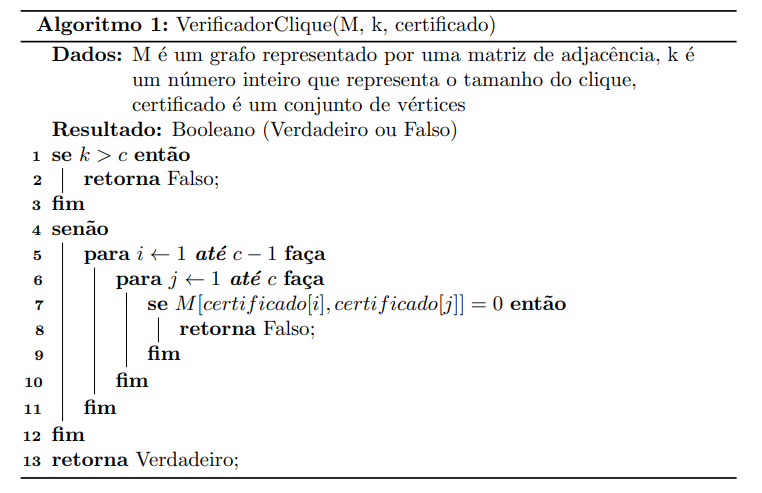 Algoritmo 1: VerificadorClique(M, k, certificado)
Dados: M é um grafo representado por uma matriz de adjacência, k é
um número inteiro que representa o tamanho do clique,
certificado é um conjunto de vértices
Resultado: Booleano (Verdadeiro ou Falso)
1 se k > c então
2 retorna Falso;
3 fim
4 senão
5 para i ← 1 até c − 1 faça
6 para j ← 1 até c faça
7 se M[certificado[i], certificado[j]] = 0 então
8 retorna Falso;
9 fim
10 fim
11 fim
12 fim
13 retorna Verdadeiro;